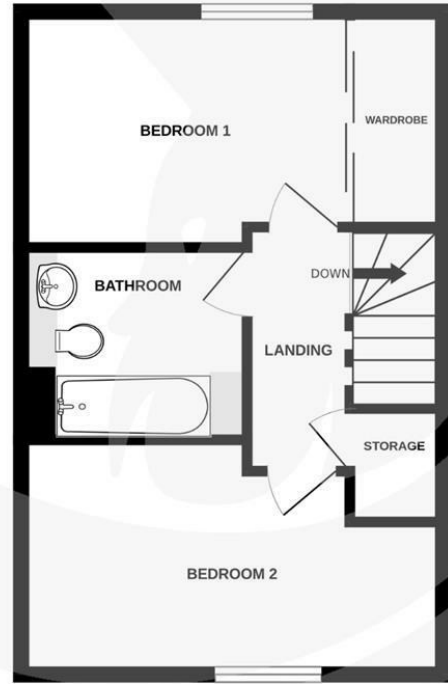 BEDROOM 1
WARDROBE
BATHROOM
DOWN
LANDING
STORAGE
BEDROOM 2